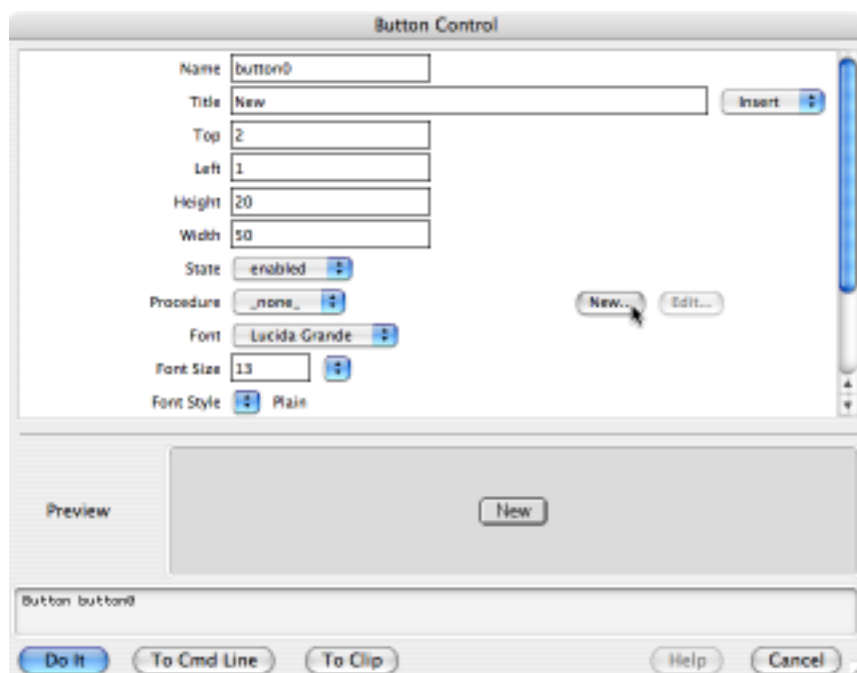 Button Control
Name button0
Title New Insert
Top 2
Left 1
Height 20
Width 50
State enabled
Procedure _none_ New... Edit...
Font Lucida Grande
Font Size 13
Font Style Plain
Preview New
Button button0
Do It To Cmd Line To Clip Help Cancel